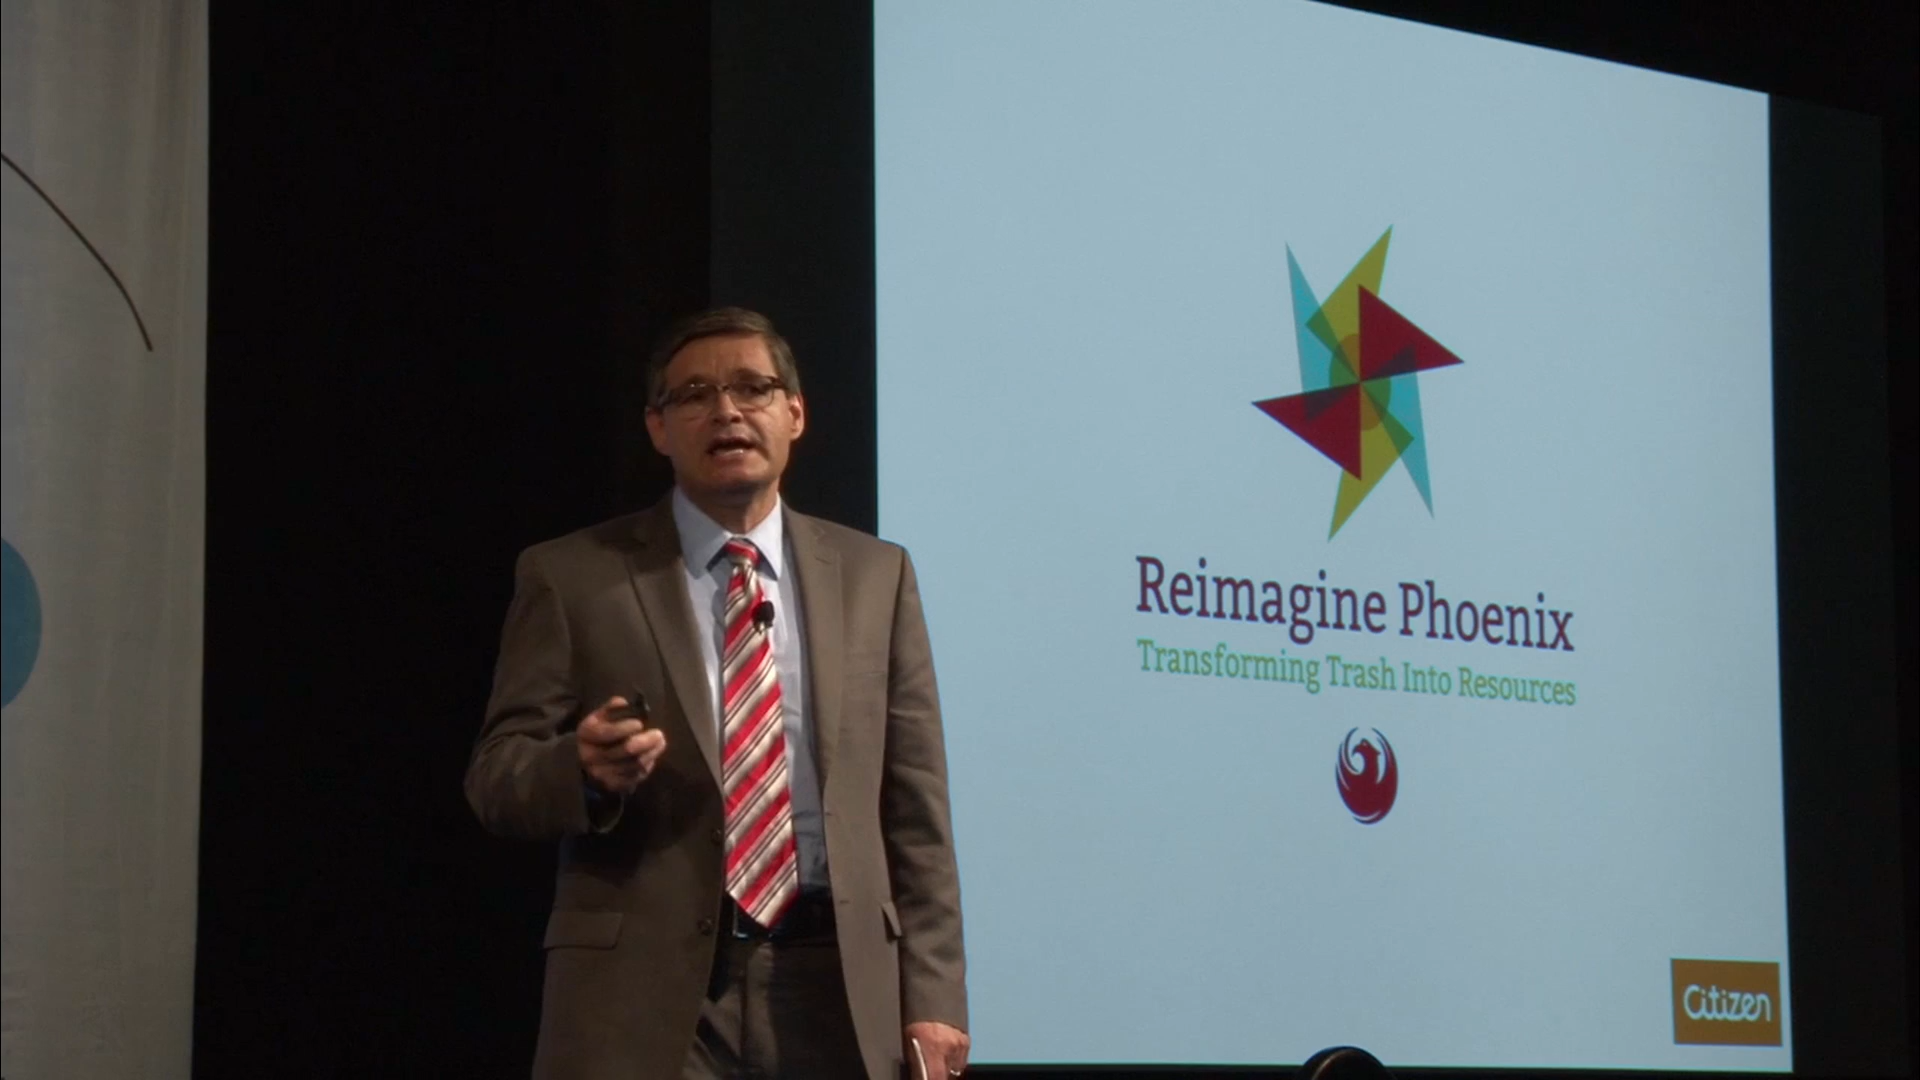 Reimagine Phoenix
Transforming Trash Into Resources
Citizen